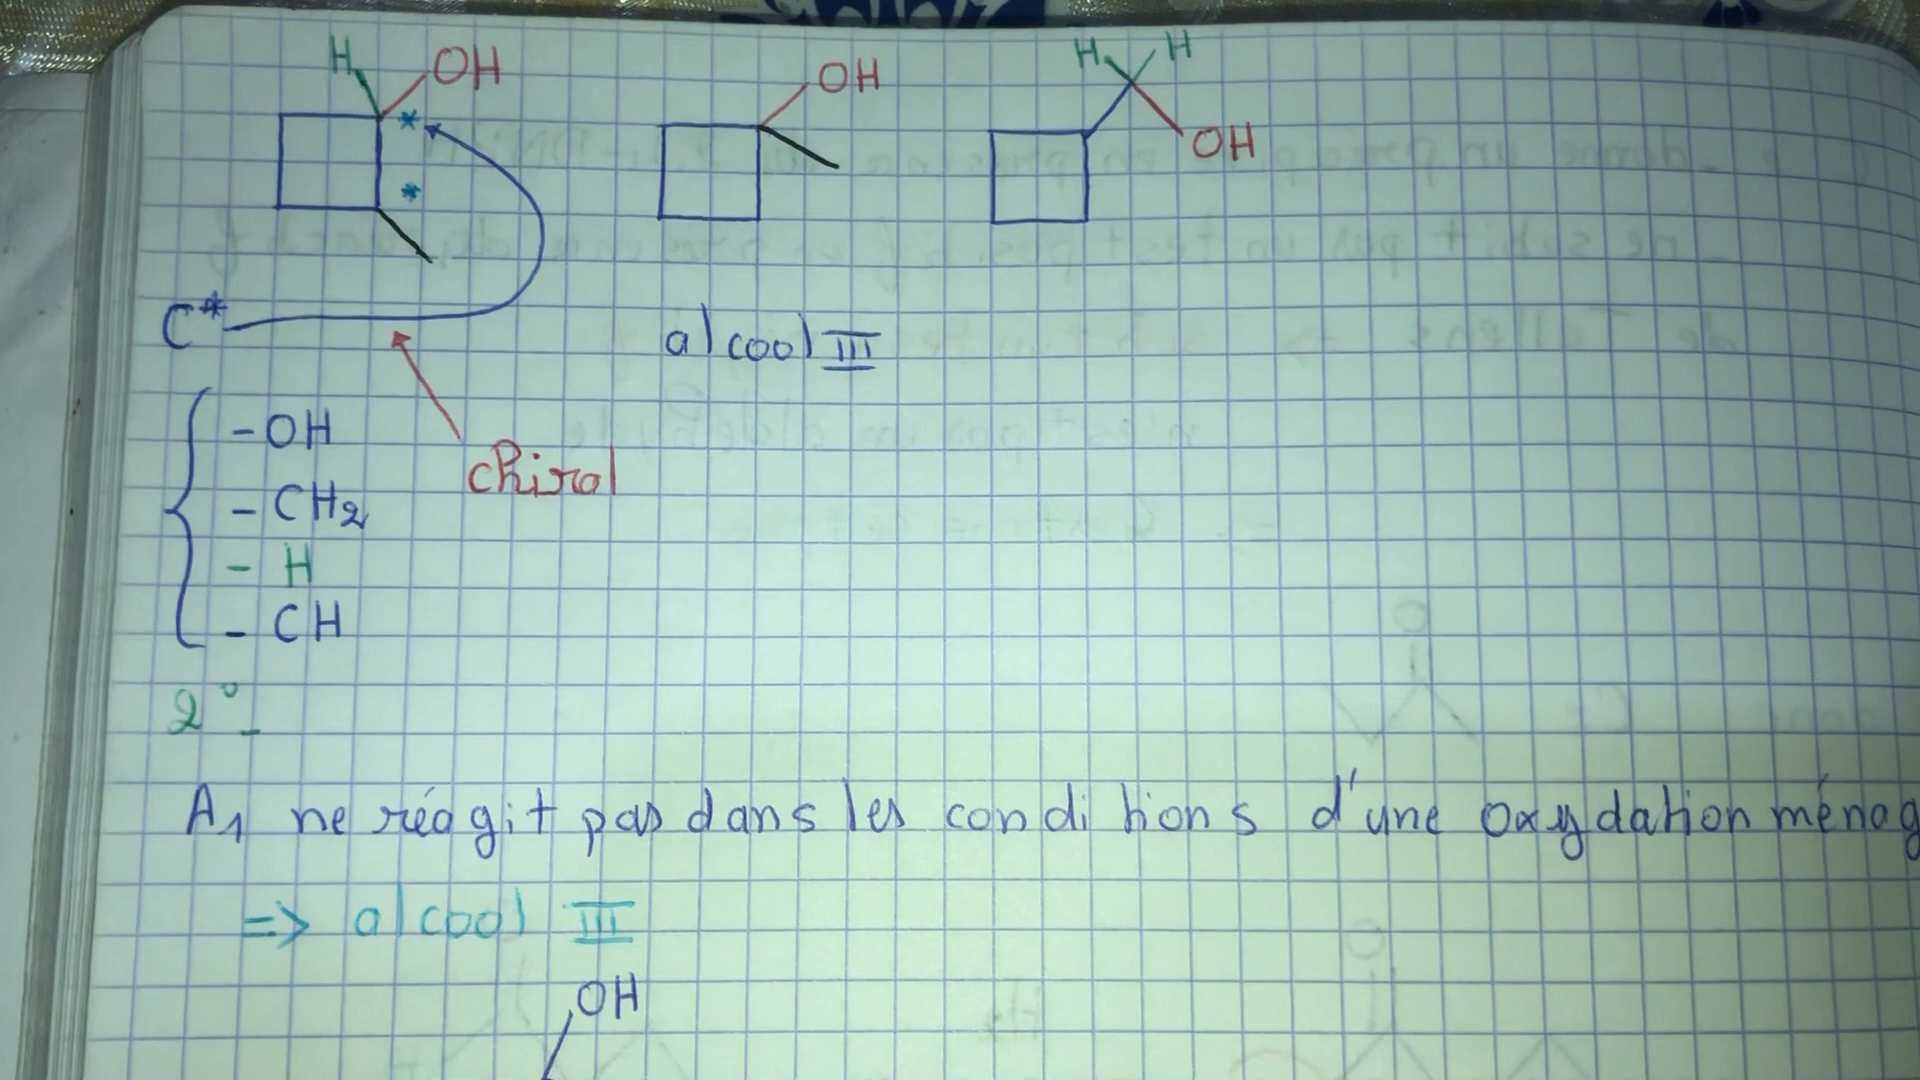 H OH
*
*
OH
H H
OH
C*
alcool III
- OH
chiral
- CH2
- H
- CH
2°-
A1 ne réagit pas dans les conditions d'une oxydation ménag
=> alcool III
OH